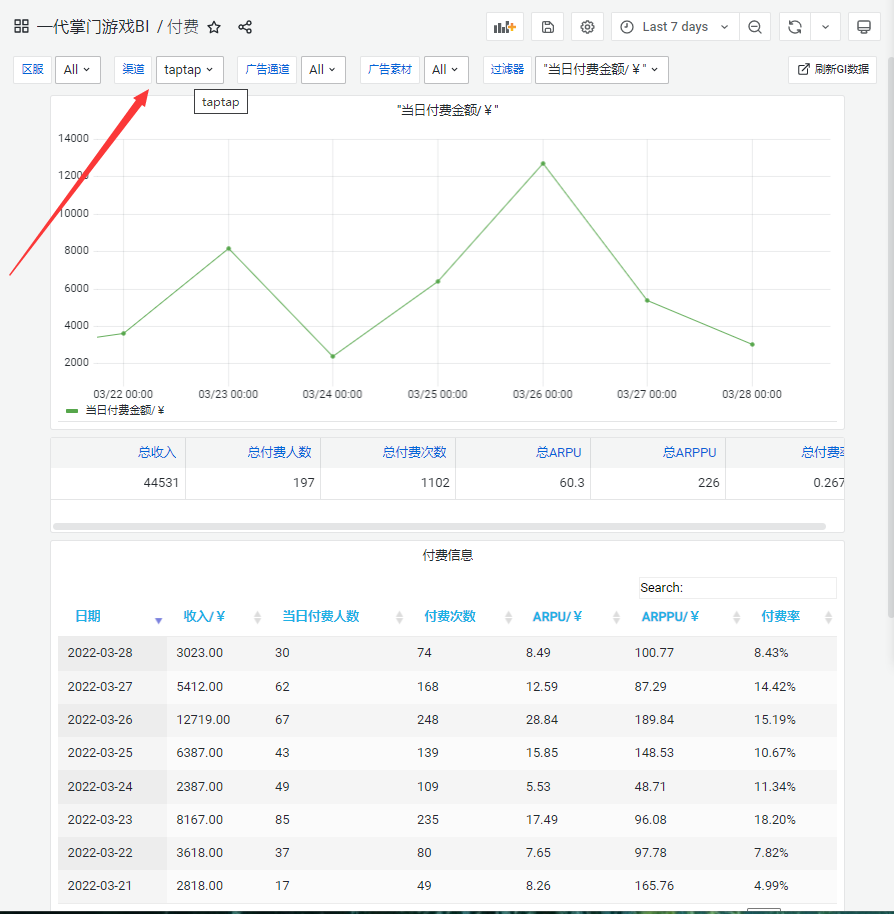 一代掌门游戏BI / 付费 Last 7 days
区服 All 渠道 taptap 广告通道 All 广告素材 All 过滤器 "当日付费金额/¥" 刷新GI数据
taptap
"当日付费金额/¥"
14000
12000
10000
8000
6000
4000
2000
03/22 00:00 03/23 00:00 03/24 00:00 03/25 00:00 03/26 00:00 03/27 00:00 03/28 00:00
当日付费金额/¥
总收入 总付费人数 总付费次数 总ARPU 总ARPPU 总付费率
44531 197 1102 60.3 226 0.267
付费信息
Search:
日期 收入/¥ 当日付费人数 付费次数 ARPU/¥ ARPPU/¥ 付费率
2022-03-28 3023.00 30 74 8.49 100.77 8.43%
2022-03-27 5412.00 62 168 12.59 87.29 14.42%
2022-03-26 12719.00 67 248 28.84 189.84 15.19%
2022-03-25 6387.00 43 139 15.85 148.53 10.67%
2022-03-24 2387.00 49 109 5.53 48.71 11.34%
2022-03-23 8167.00 85 235 17.49 96.08 18.20%
2022-03-22 3618.00 37 80 7.65 97.78 7.82%
2022-03-21 2818.00 17 49 8.26 165.76 4.99%